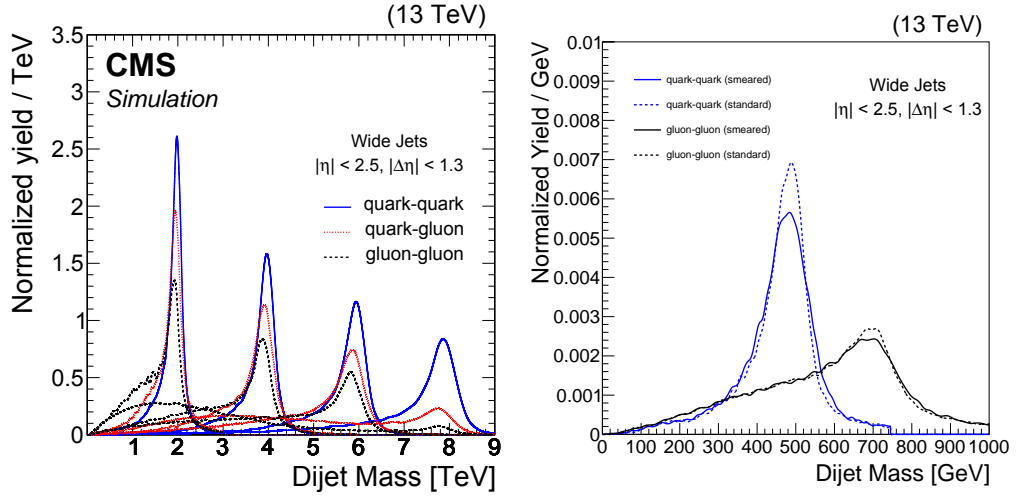 (13 TeV)
Normalized yield / TeV
3.5
3
2.5
2
1.5
1
0.5
0
CMS
Simulation
Wide Jets
|η| < 2.5, |Δη| < 1.3
quark-quark
quark-gluon
gluon-gluon
1 2 3 4 5 6 7 8 9
Dijet Mass [TeV]
(13 TeV)
Normalized Yield / GeV
0.01
0.009
0.008
0.007
0.006
0.005
0.004
0.003
0.002
0.001
0.000
quark-quark (smeared)
quark-quark (standard)
gluon-gluon (smeared)
gluon-gluon (standard)
Wide Jets
|η| < 2.5, |Δη| < 1.3
0 100 200 300 400 500 600 700 800 900 1000
Dijet Mass [GeV]